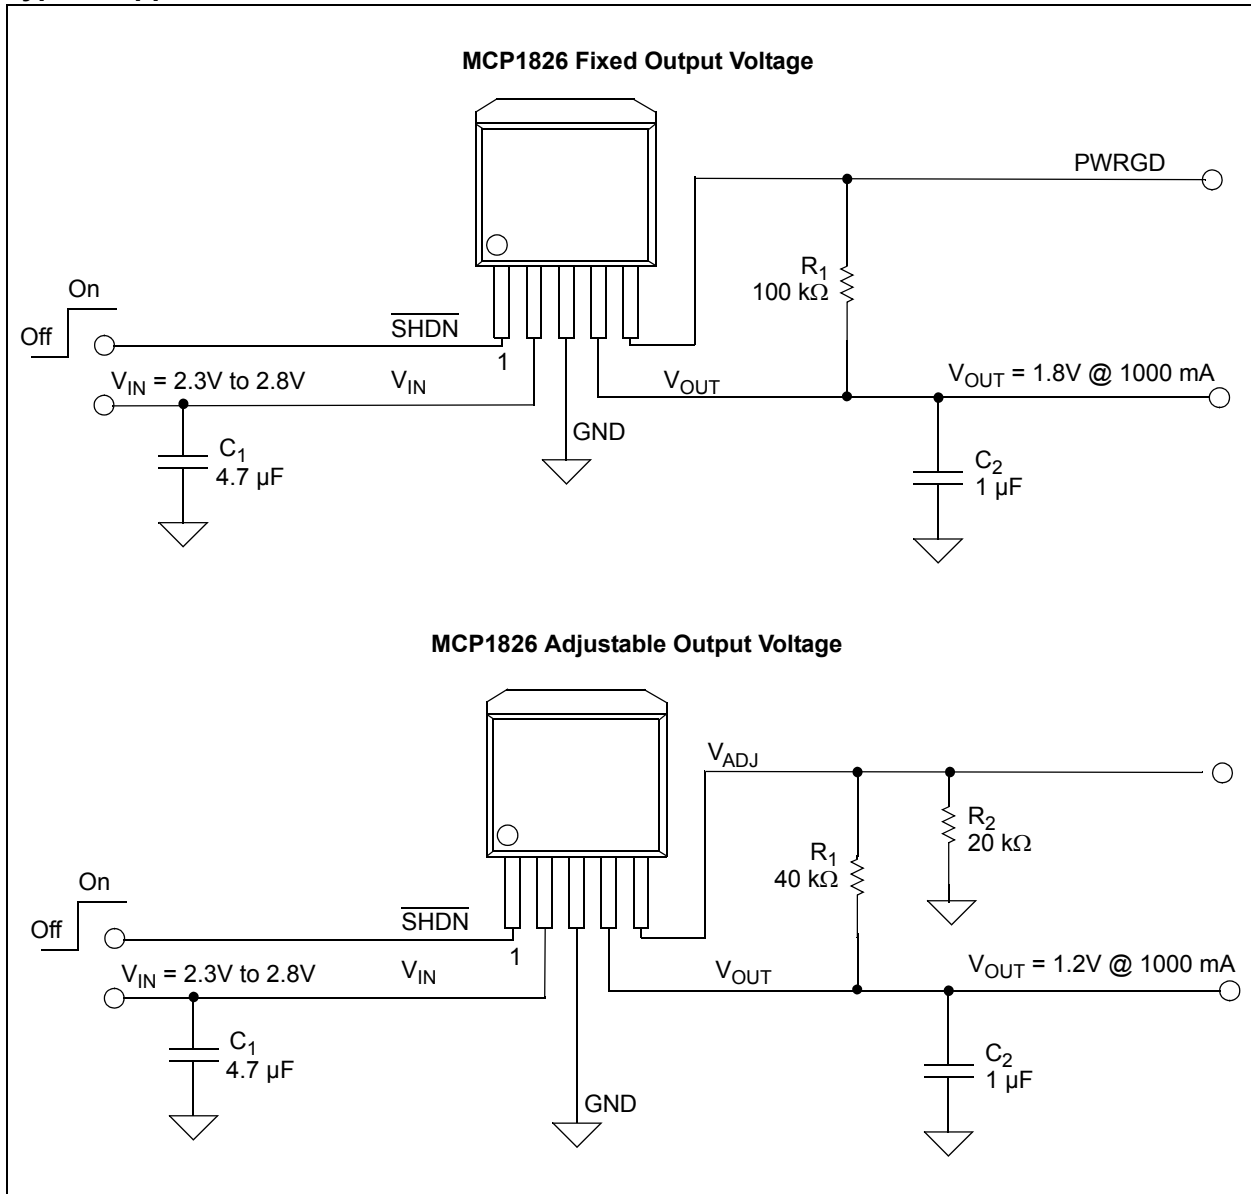 MCP1826 Fixed Output Voltage
PWRGD
R1
100 kΩ
On
Off
SHDN
1
VIN = 2.3V to 2.8V
VIN
VOUT
VOUT = 1.8V @ 1000 mA
GND
C1
4.7 µF
C2
1 µF
MCP1826 Adjustable Output Voltage
VADJ
R2
20 kΩ
R1
40 kΩ
On
Off
SHDN
1
VIN = 2.3V to 2.8V
VIN
VOUT
VOUT = 1.2V @ 1000 mA
C1
4.7 µF
C2
1 µF
GND